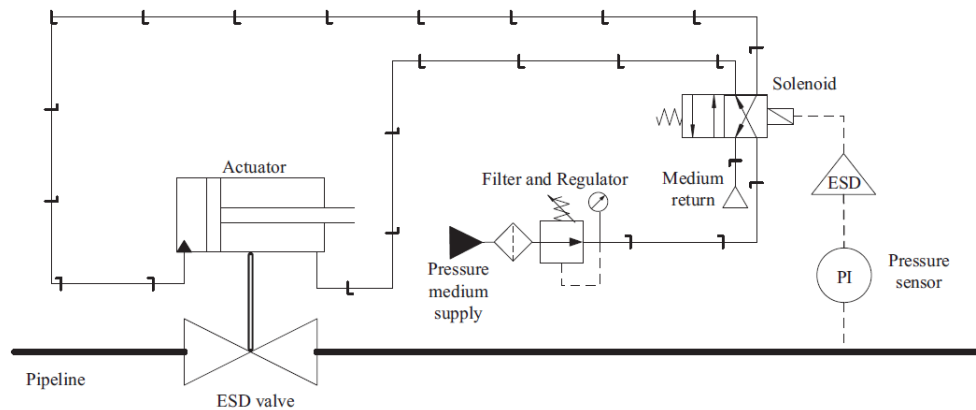 Solenoid
Actuator
Filter and Regulator
Medium
return
ESD
Pressure
medium
supply
PI
Pressure
sensor
Pipeline
ESD valve